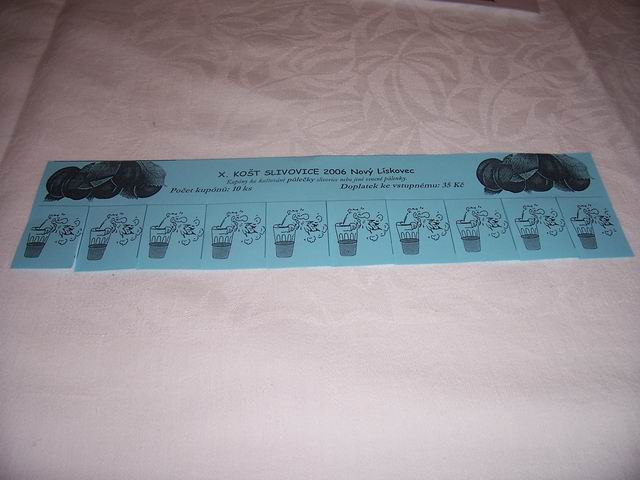 X. KOŠT SLIVOVICE 2006 Nový Lískovec
Kupóny ke koštování půlečky slivovice nebo jiné ovocné pálenky.
Počet kupónů: 10 ks Doplatek ke vstupnému: 35 Kč